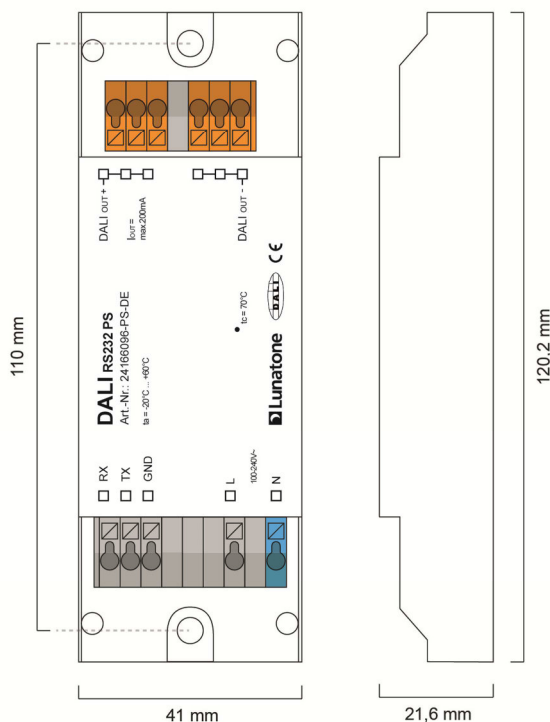 DALI OUT +
IOUT =
max.200mA
DALI OUT -
DALI RS232 PS
Art.-Nr.: 24166096-PS-DE
ta = -20°C ... +60°C
tc = 70°C
Lunatone
DALI
CE
RX
TX
GND
L
100-240V~
N
110 mm
120.2 mm
41 mm
21,6 mm